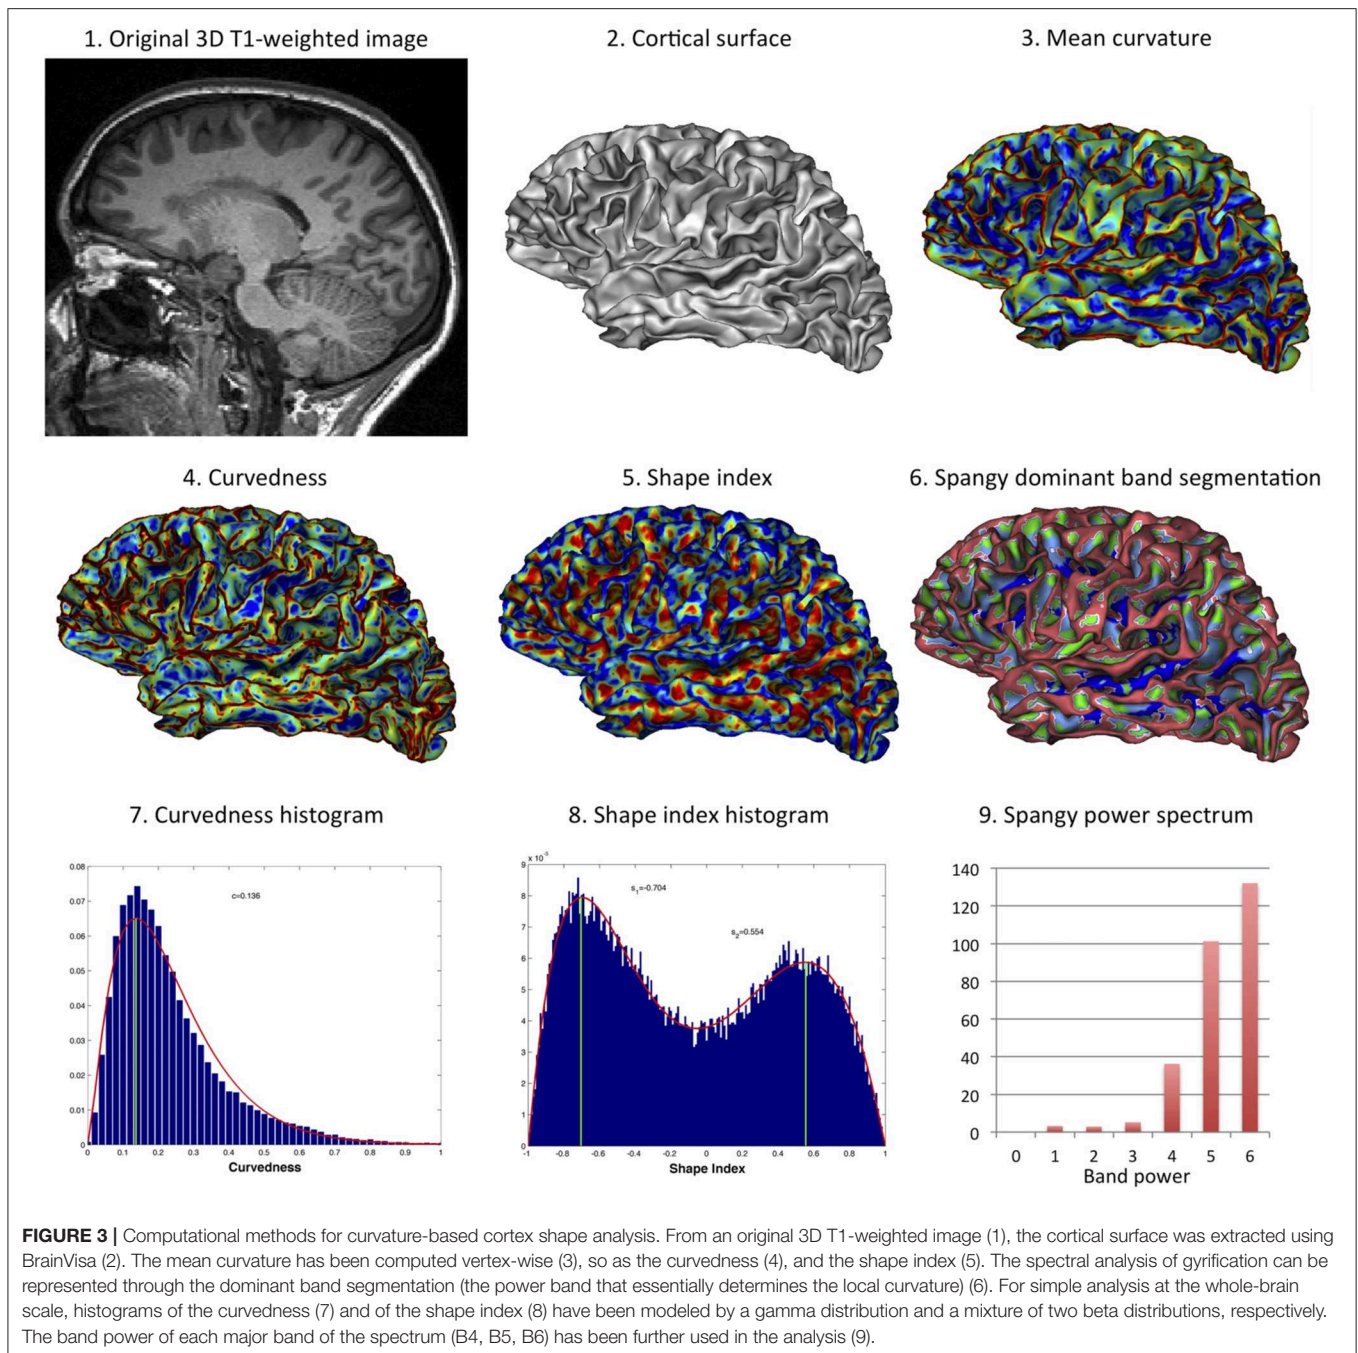 1. Original 3D T1-weighted image
2. Cortical surface
3. Mean curvature
4. Curvedness
5. Shape index
6. Spangy dominant band segmentation
7. Curvedness histogram
8. Shape index histogram
9. Spangy power spectrum
0.08
0.07
0.06
0.05
0.04
0.03
0.02
0.01
0
c=0.136
0 0.1 0.2 0.3 0.4 0.5 0.6 0.7 0.8 0.9 1
Curvedness
x 10⁻³
9
8
7
6
5
4
3
2
1
0
s₁=-0.704
s₂=0.554
-1 -0.8 -0.6 -0.4 -0.2 0 0.2 0.4 0.6 0.8 1
Shape Index
140
120
100
80
60
40
20
0
0 1 2 3 4 5 6
Band power
FIGURE 3 | Computational methods for curvature-based cortex shape analysis. From an original 3D T1-weighted image (1), the cortical surface was extracted using
BrainVisa (2). The mean curvature has been computed vertex-wise (3), so as the curvedness (4), and the shape index (5). The spectral analysis of gyrification can be
represented through the dominant band segmentation (the power band that essentially determines the local curvature) (6). For simple analysis at the whole-brain
scale, histograms of the curvedness (7) and of the shape index (8) have been modeled by a gamma distribution and a mixture of two beta distributions, respectively.
The band power of each major band of the spectrum (B4, B5, B6) has been further used in the analysis (9).